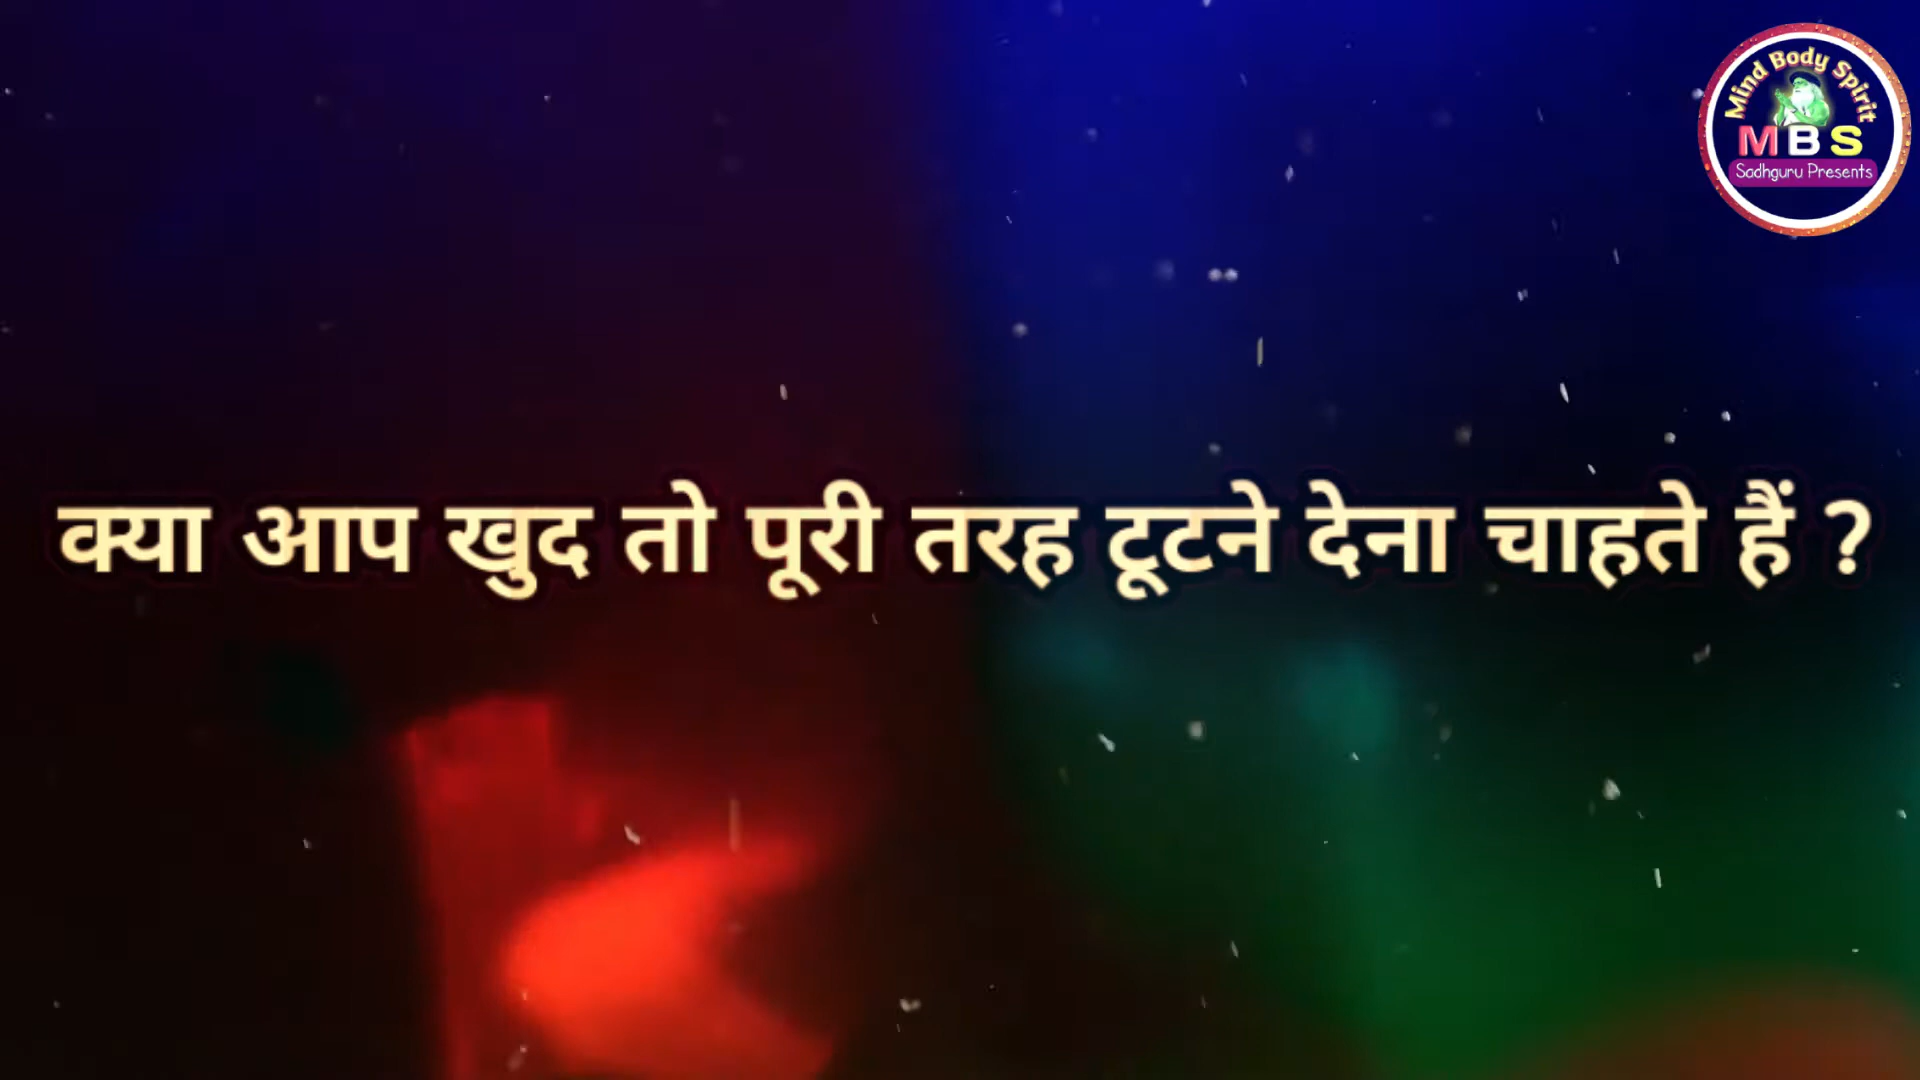 Mind Body Spirit
MBS
Sadhguru Presents
क्या आप खुद तो पूरी तरह टूटने देना चाहते हैं ?